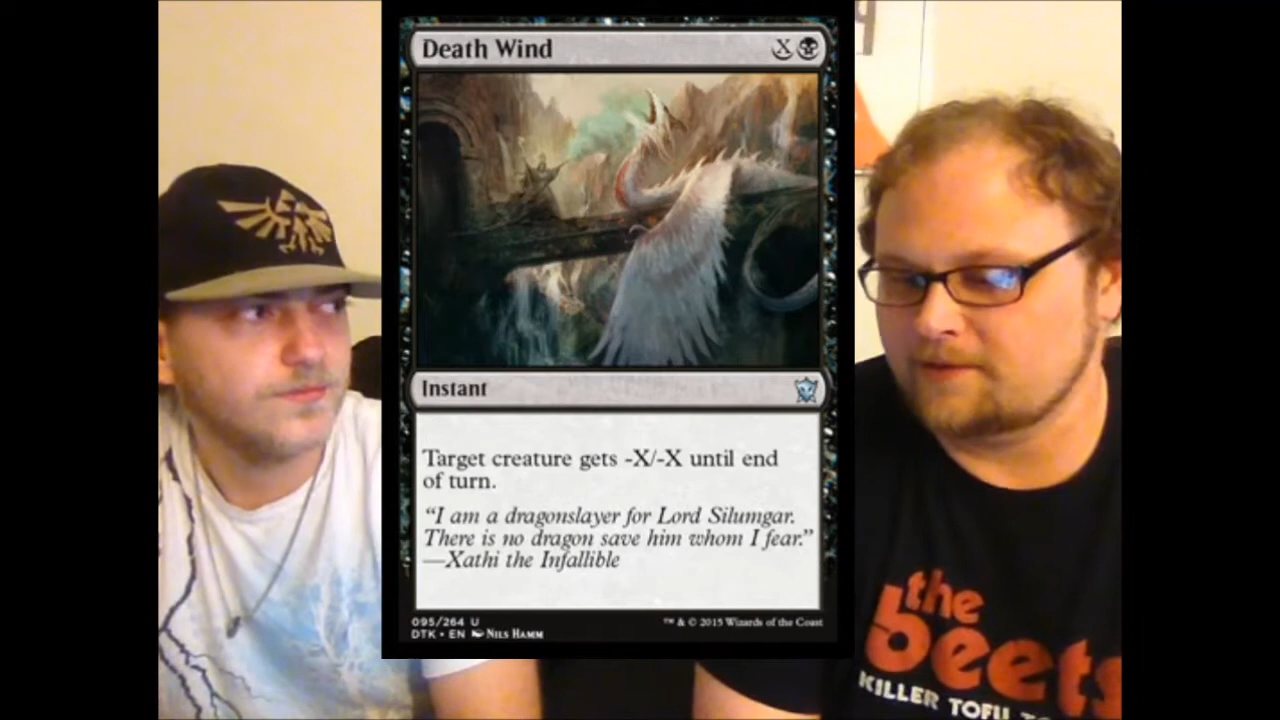 Death Wind X
Instant
Target creature gets -X/-X until end
of turn.
“I am a dragonslayer for Lord Silumgar.
There is no dragon save him whom I fear.”
—Xathi the Infallible
095/264 U
DTK • EN Nils Hamm
™ & © 2015 Wizards of the Coast
the
beets
KILLER TOFU